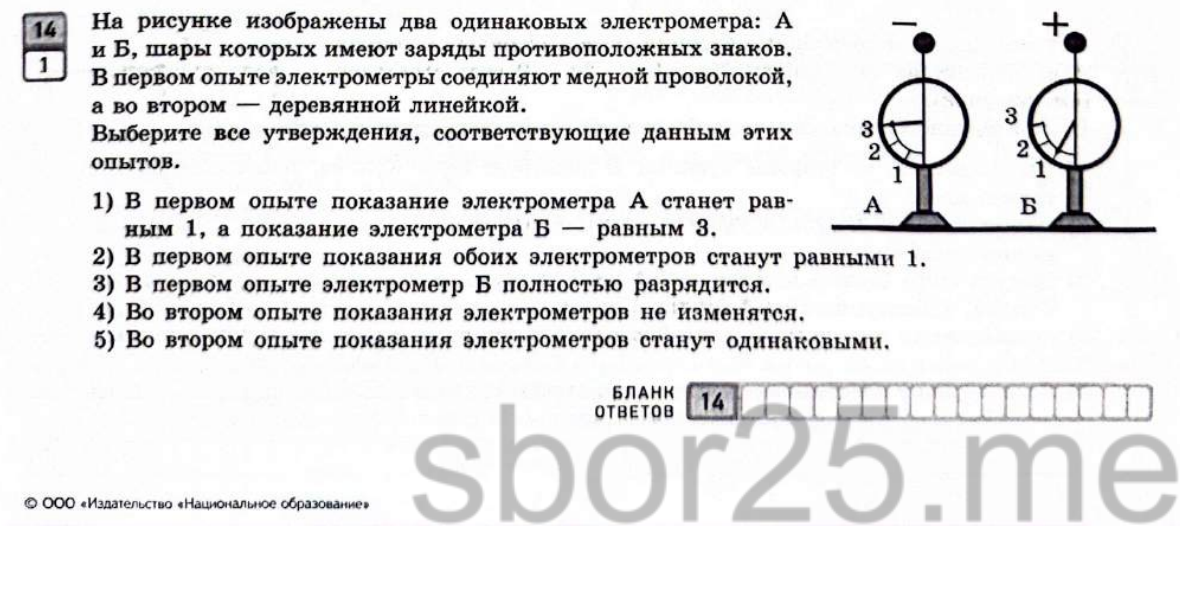 14
1
На рисунке изображены два одинаковых электрометра: А
и Б, шары которых имеют заряды противоположных знаков.
В первом опыте электрометры соединяют медной проволокой,
а во втором — деревянной линейкой.
Выберите все утверждения, соответствующие данным этих
опытов.
1) В первом опыте показание электрометра А станет рав-
ным 1, а показание электрометра Б — равным 3.
2) В первом опыте показания обоих электрометров станут равными 1.
3) В первом опыте электрометр Б полностью разрядится.
4) Во втором опыте показания электрометров не изменятся.
5) Во втором опыте показания электрометров станут одинаковыми.
− +
3 3
2 2
1 1
А Б
БЛАНК
ОТВЕТОВ 14
sbor25.me
© ООО «Издательство «Национальное образование»